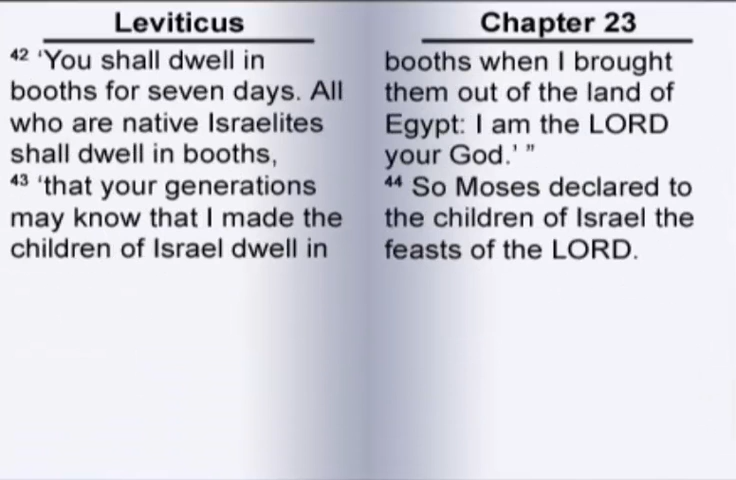 Leviticus
⁴² ‘You shall dwell in
booths for seven days. All
who are native Israelites
shall dwell in booths,
⁴³ ‘that your generations
may know that I made the
children of Israel dwell in
Chapter 23
booths when I brought
them out of the land of
Egypt: I am the LORD
your God.’ ”
⁴⁴ So Moses declared to
the children of Israel the
feasts of the LORD.